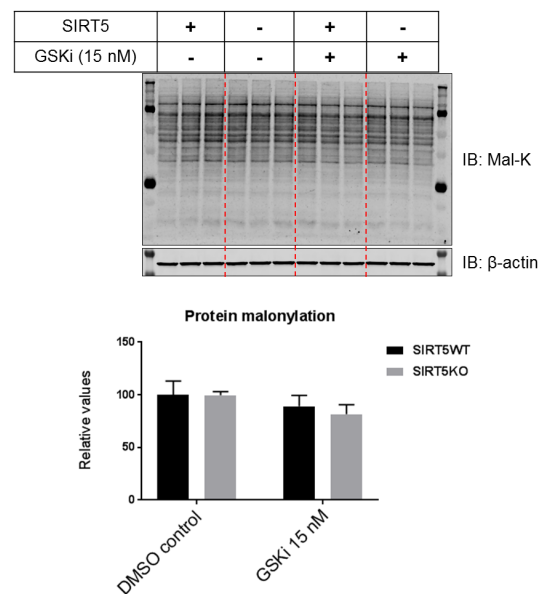 SIRT5 + - + -
GSKi (15 nM) - - + +
IB: Mal-K
IB: β-actin
Protein malonylation
Relative values
150
100
50
0
SIRT5WT
SIRT5KO
DMSO control
GSKi 15 nM